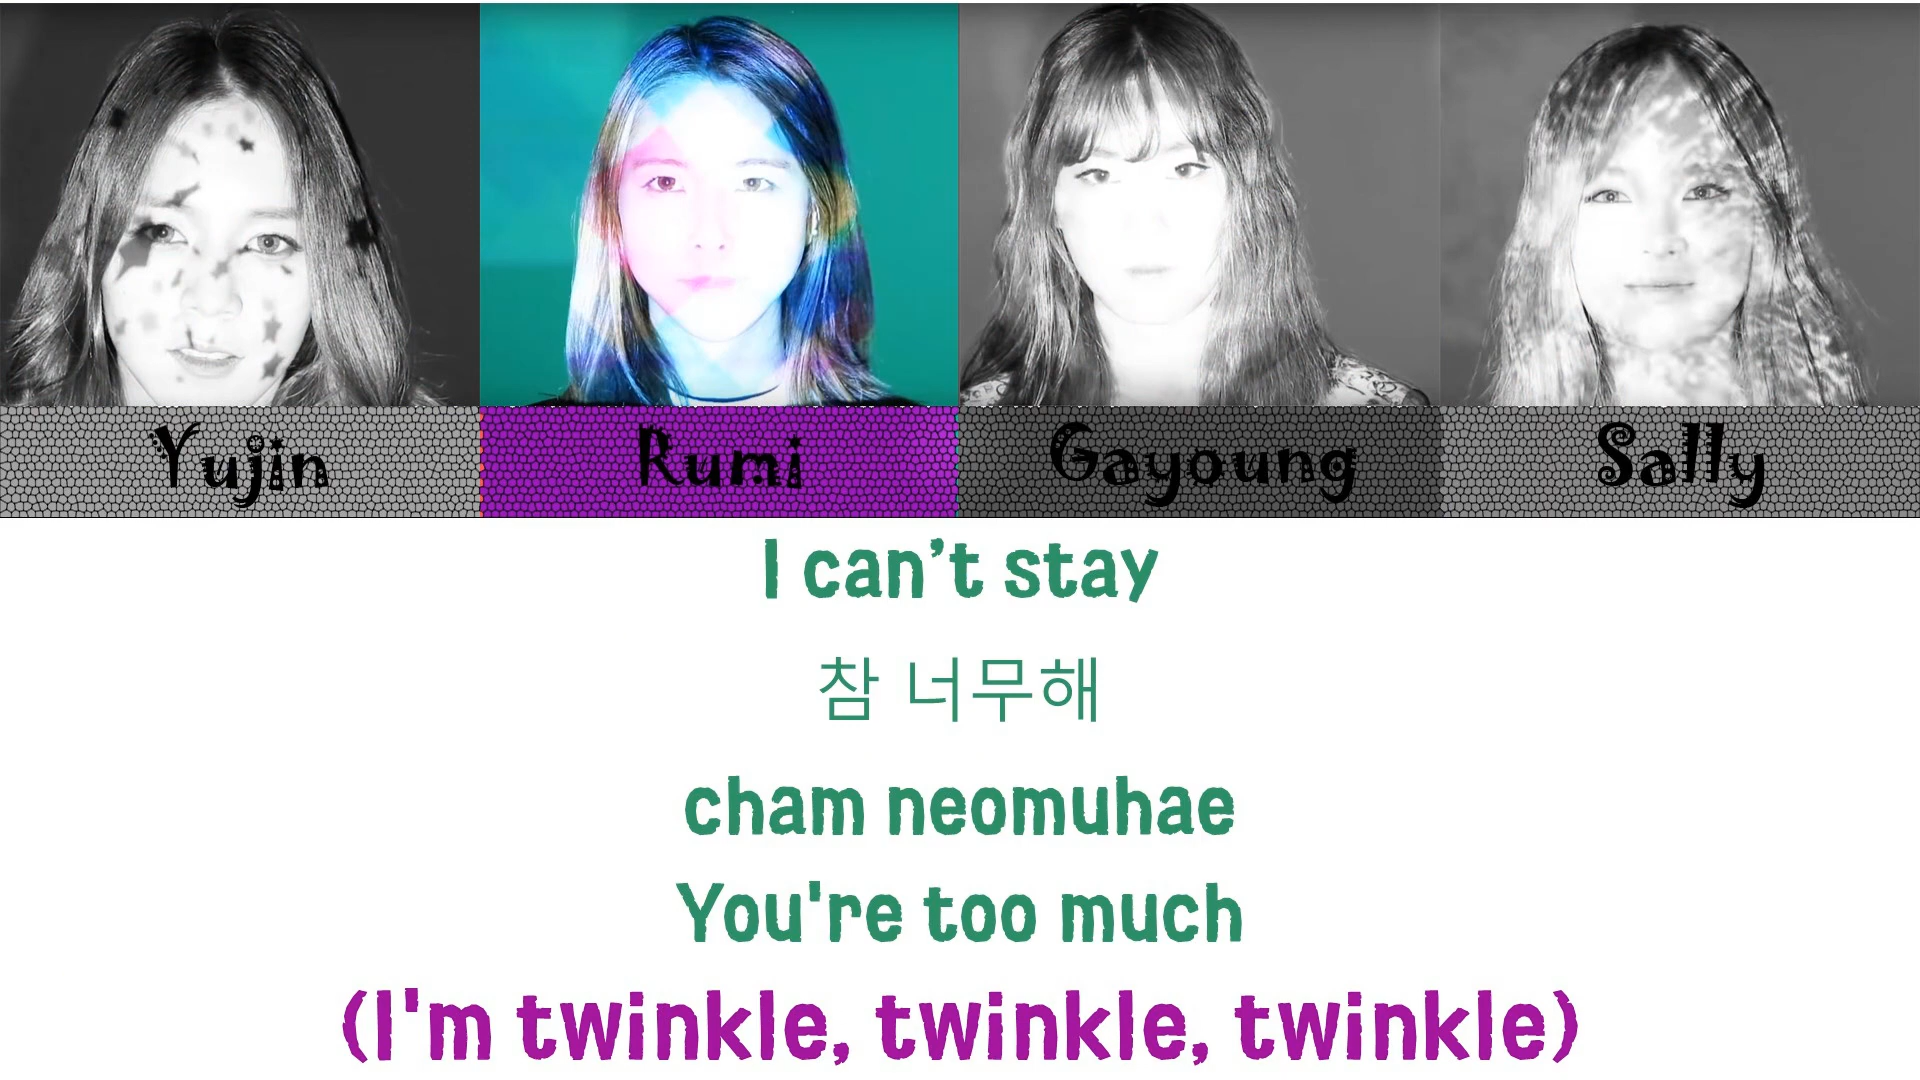 Yujin Rumi Gayoung Sally
I can't stay
참 너무해
cham neomuhae
You're too much
(I'm twinkle, twinkle, twinkle)